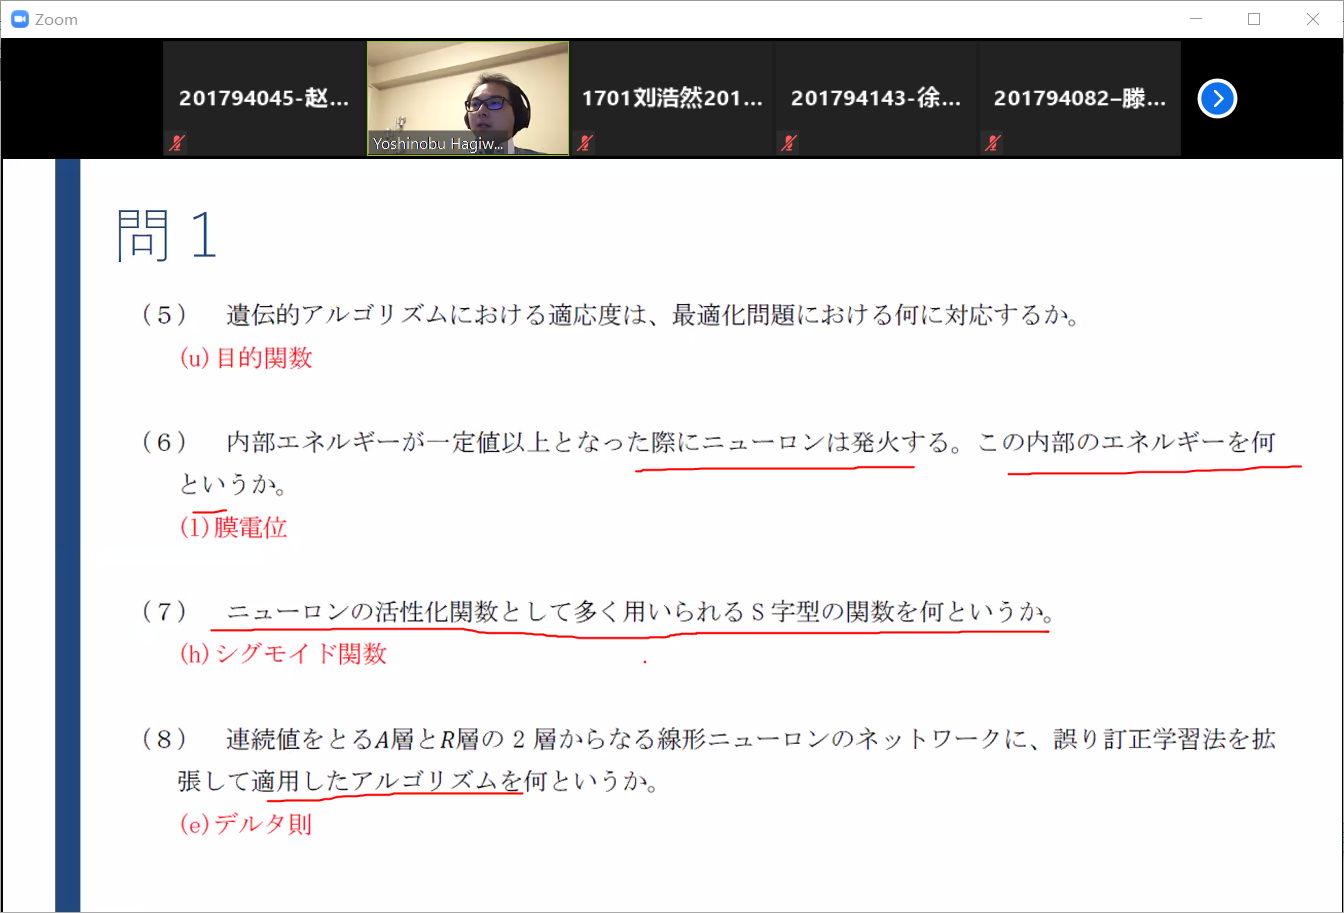 Zoom
201794045-赵...
Yoshinobu Hagiw...
1701刘浩然201...
201794143-徐...
201794082–滕...
問１
（５）　遺伝的アルゴリズムにおける適応度は、最適化問題における何に対応するか。
(u)目的関数
（６）　内部エネルギーが一定値以上となった際にニューロンは発火する。この内部のエネルギーを何
というか。
(l)膜電位
（７）　ニューロンの活性化関数として多く用いられる S 字型の関数を何というか。
(h)シグモイド関数
（８）　連続値をとるA層とR層の 2 層からなる線形ニューロンのネットワークに、誤り訂正学習法を拡
張して適用したアルゴリズムを何というか。
(e)デルタ則